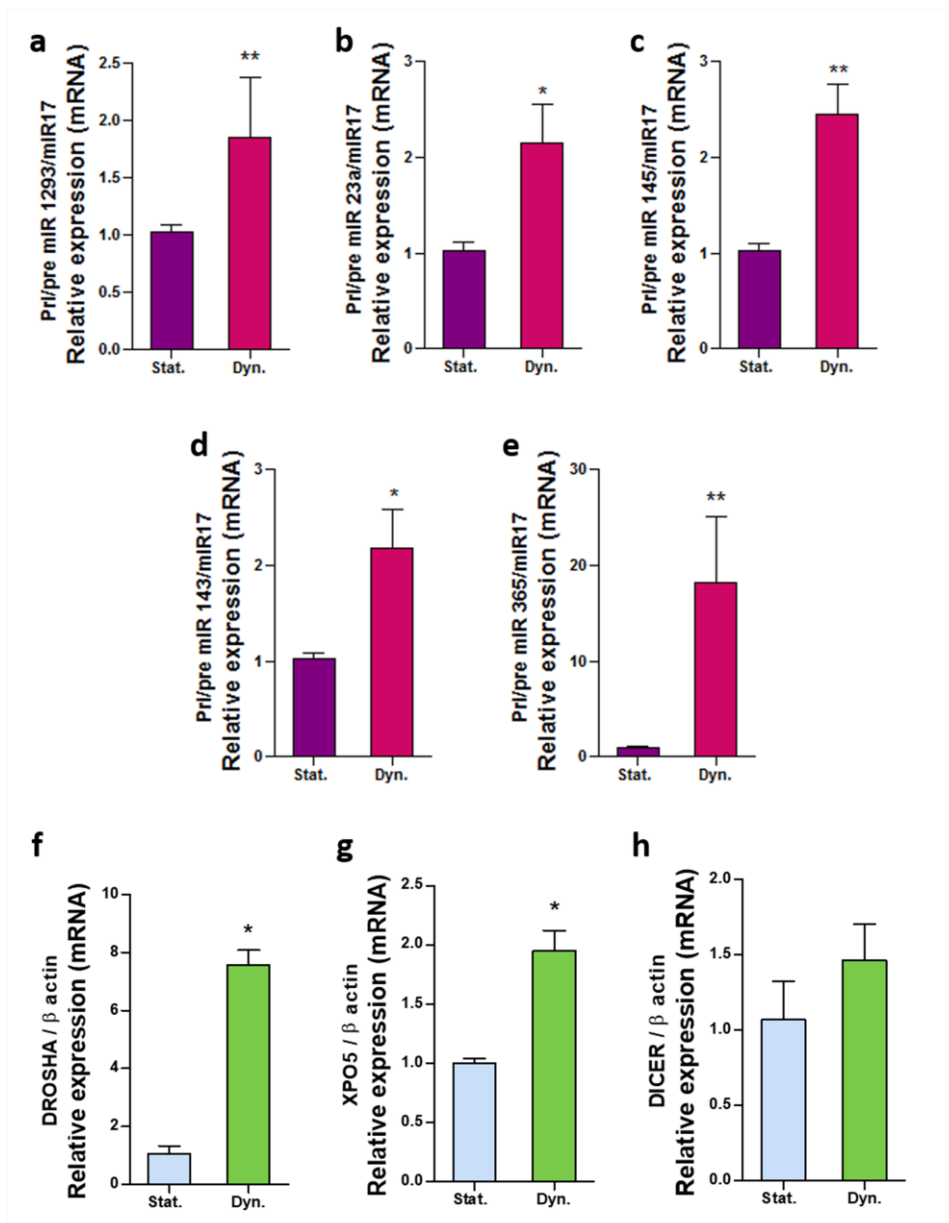 a
Prl/pre miR 1293/mIR17
Relative expression (mRNA)
2.5
2.0
1.5
1.0
0.5
0.0
**
Stat.
Dyn.
b
Prl/pre mIR 23a/mIR17
Relative expression (mRNA)
3
2
1
0
*
Stat.
Dyn.
c
Prl/pre mIR 145/mIR17
Relative expression (mRNA)
3
2
1
0
**
Stat.
Dyn.
d
Prl/pre mIR 143/mIR17
Relative expression (mRNA)
3
2
1
0
*
Stat.
Dyn.
e
Prl/pre mIR 365/mIR17
Relative expression (mRNA)
30
20
10
0
**
Stat.
Dyn.
f
DROSHA / β actin
Relative expression (mRNA)
10
8
6
4
2
0
*
Stat.
Dyn.
g
XPO5 / β actin
Relative expression (mRNA)
2.5
2.0
1.5
1.0
0.5
0.0
*
Stat.
Dyn.
h
DICER / β actin
Relative expression (mRNA)
2.0
1.5
1.0
0.5
0.0
Stat.
Dyn.